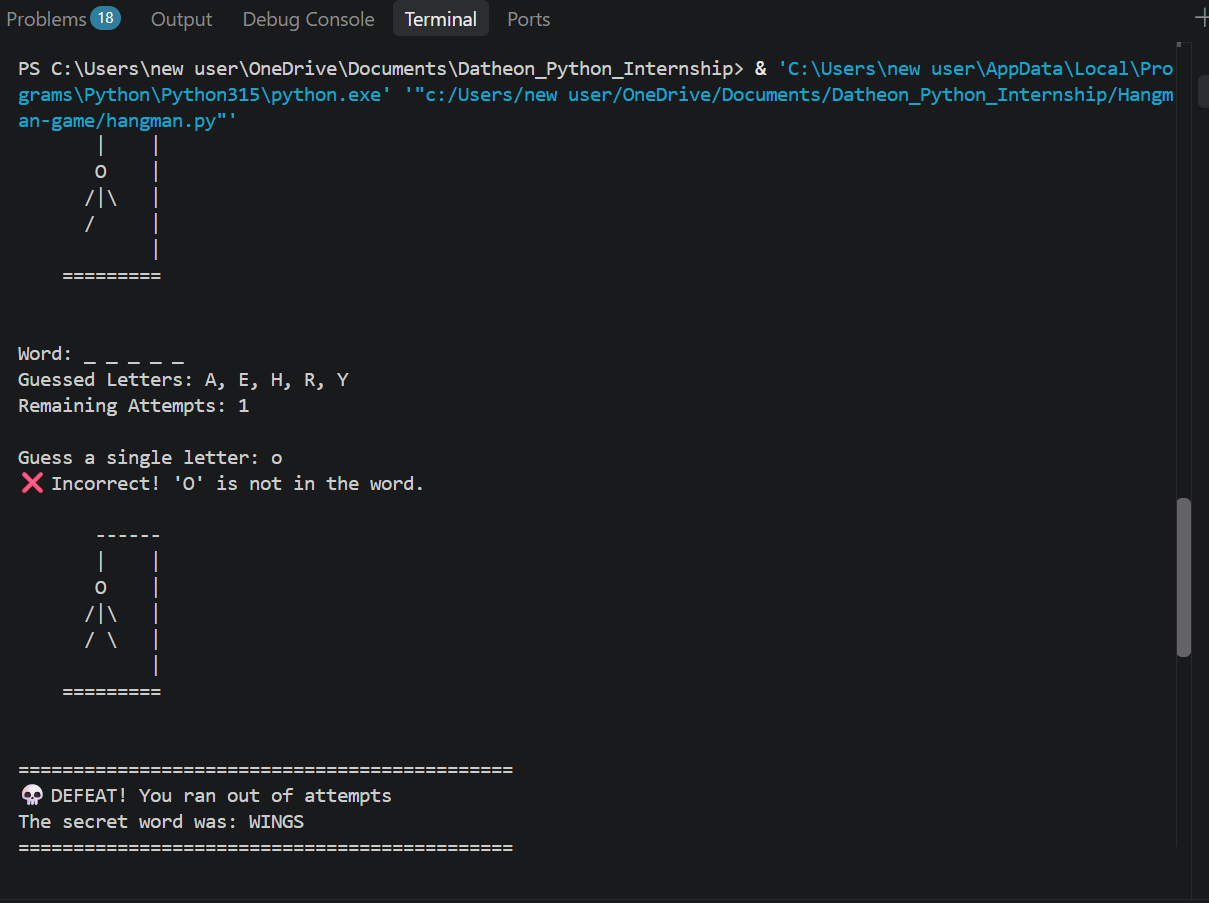 Problems 18 Output Debug Console Terminal Ports
PS C:\Users\new user\OneDrive\Documents\Datheon_Python_Internship> & 'C:\Users\new user\AppData\Local\Pro
grams\Python\Python315\python.exe' '"c:/Users/new user/OneDrive/Documents/Datheon_Python_Internship/Hangm
an-game/hangman.py"'
       |    |
       O    |
      /|\   |
      /     |
            |
    =========
Word: _ _ _ _ _
Guessed Letters: A, E, H, R, Y
Remaining Attempts: 1
Guess a single letter: o
❌ Incorrect! 'O' is not in the word.
       ------
       |    |
       O    |
      /|\   |
      / \   |
            |
    =========
=============================================
💀 DEFEAT! You ran out of attempts
The secret word was: WINGS
=============================================